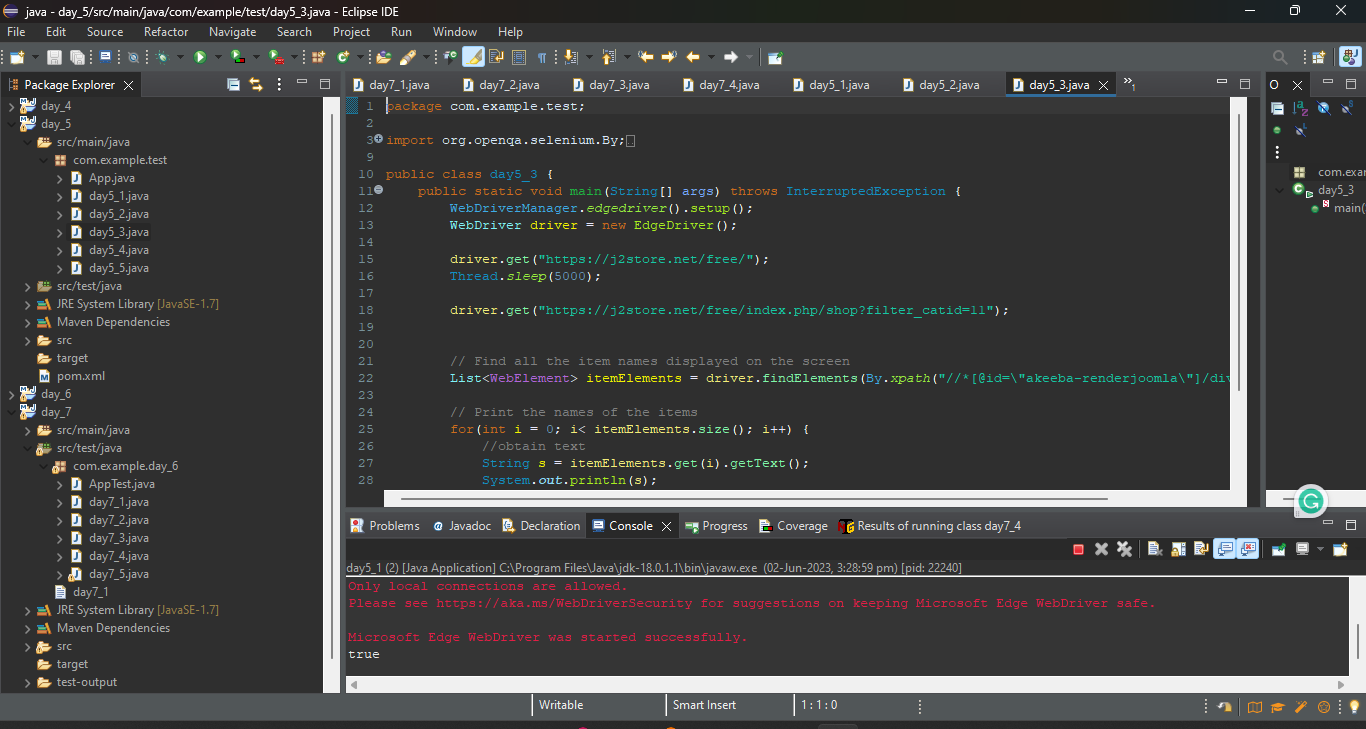 java - day_5/src/main/java/com/example/test/day5_3.java - Eclipse IDE
File Edit Source Refactor Navigate Search Project Run Window Help
Package Explorer
day_4
day_5
src/main/java
com.example.test
App.java
day5_1.java
day5_2.java
day5_3.java
day5_4.java
day5_5.java
src/test/java
JRE System Library [JavaSE-1.7]
Maven Dependencies
src
target
pom.xml
day_6
day_7
src/main/java
src/test/java
com.example.day_6
AppTest.java
day7_1.java
day7_2.java
day7_3.java
day7_4.java
day7_5.java
day7_1
JRE System Library [JavaSE-1.7]
Maven Dependencies
src
target
test-output
day7_1.java day7_2.java day7_3.java day7_4.java day5_1.java day5_2.java day5_3.java »1
1 package com.example.test;
2
3 import org.openqa.selenium.By;
9
10 public class day5_3 {
11 public static void main(String[] args) throws InterruptedException {
12 WebDriverManager.edgedriver().setup();
13 WebDriver driver = new EdgeDriver();
14
15 driver.get("https://j2store.net/free/");
16 Thread.sleep(5000);
17
18 driver.get("https://j2store.net/free/index.php/shop?filter_catid=11");
19
20
21 // Find all the item names displayed on the screen
22 List<WebElement> itemElements = driver.findElements(By.xpath("//*[@id=\"akeeba-renderjoomla\"]/div
23
24 // Print the names of the items
25 for(int i = 0; i< itemElements.size(); i++) {
26 //obtain text
27 String s = itemElements.get(i).getText();
28 System.out.println(s);
O
com.exar
day5_3
main(
Problems Javadoc Declaration Console Progress Coverage Results of running class day7_4
day5_1 (2) [Java Application] C:\Program Files\Java\jdk-18.0.1.1\bin\javaw.exe (02-Jun-2023, 3:28:59 pm) [pid: 22240]
Only local connections are allowed.
Please see https://aka.ms/WebDriverSecurity for suggestions on keeping Microsoft Edge WebDriver safe.
Microsoft Edge WebDriver was started successfully.
true
Writable Smart Insert 1:1:0